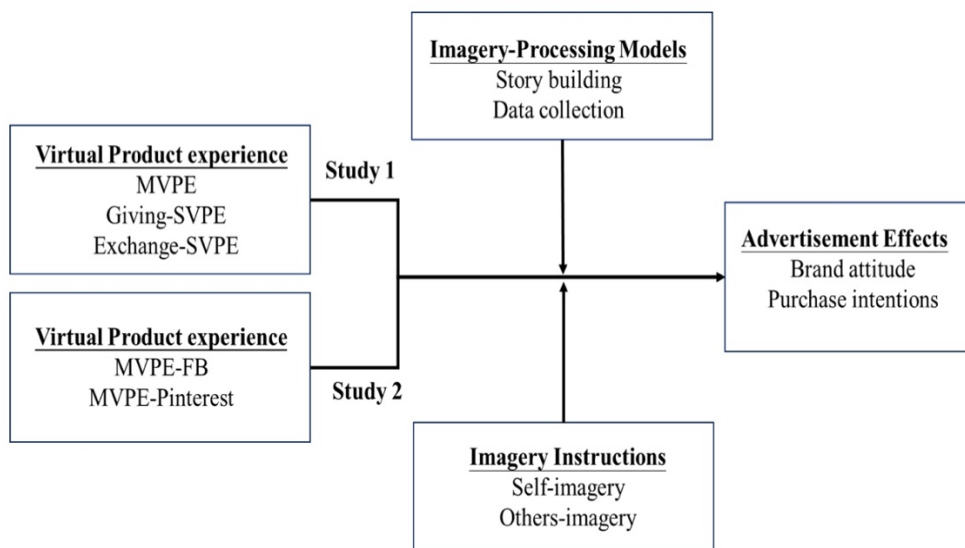 Imagery-Processing Models
Story building
Data collection
Virtual Product experience
MVPE
Giving-SVPE
Exchange-SVPE
Study 1
Advertisement Effects
Brand attitude
Purchase intentions
Virtual Product experience
MVPE-FB
MVPE-Pinterest
Study 2
Imagery Instructions
Self-imagery
Others-imagery